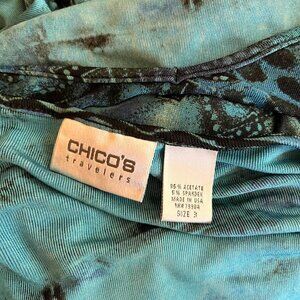 CHICO'S
travelers
95% ACETATE
5% SPANDEX
MADE IN USA
SIZE 3